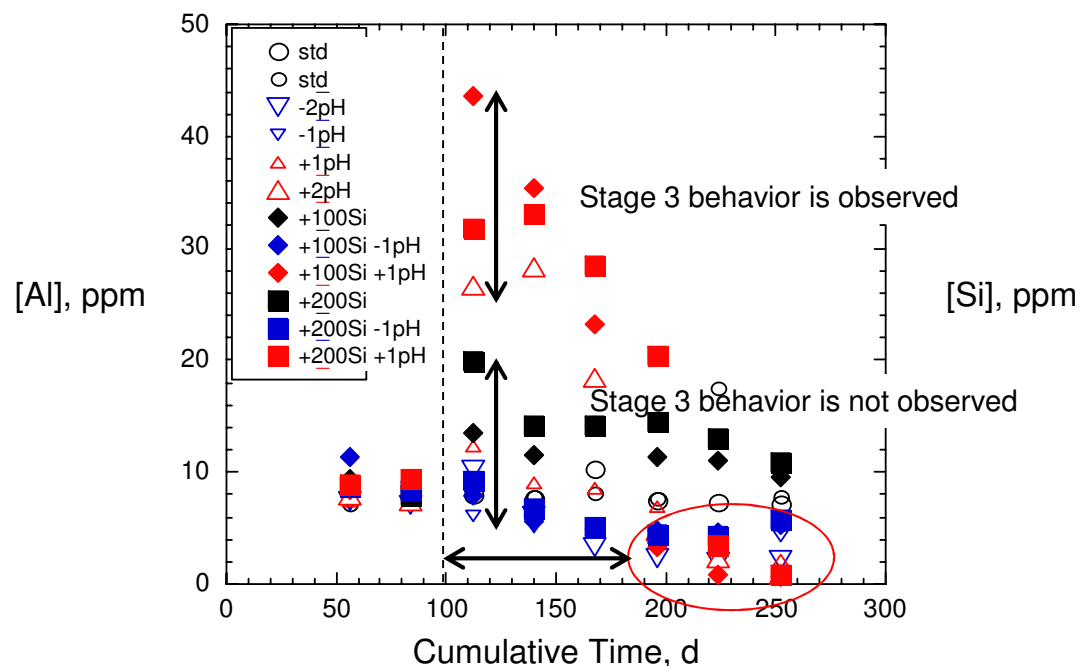 50
40
30
20
10
0
[Al], ppm
std
std
-2pH
-1pH
+1pH
+2pH
+100Si
+100Si -1pH
+100Si +1pH
+200Si
+200Si -1pH
+200Si +1pH
Stage 3 behavior is observed
Stage 3 behavior is not observed
[Si], ppm
0 50 100 150 200 250 300
Cumulative Time, d